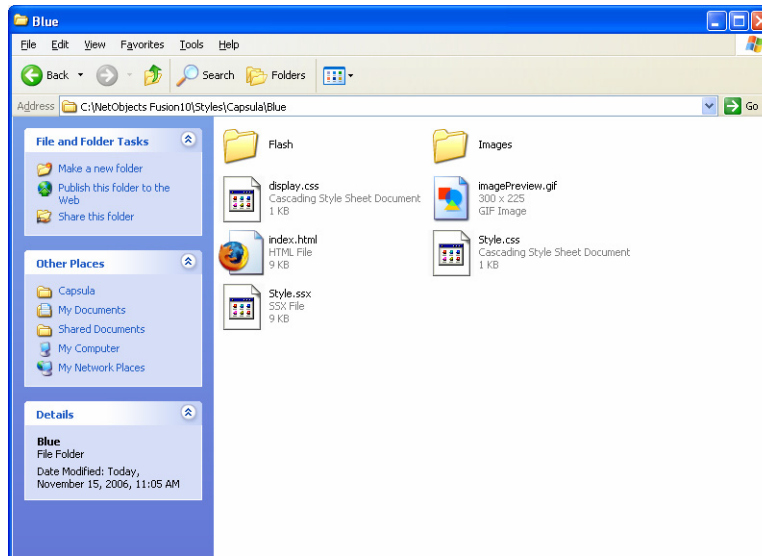 Blue
File Edit View Favorites Tools Help
Back Search Folders
Address C:\NetObjects Fusion10\Styles\Capsula\Blue Go
File and Folder Tasks
Make a new folder
Publish this folder to the
Web
Share this folder
Other Places
Capsula
My Documents
Shared Documents
My Computer
My Network Places
Details
Blue
File Folder
Date Modified: Today,
November 15, 2006, 11:05 AM
Flash
Images
display.css
Cascading Style Sheet Document
1 KB
imagePreview.gif
300 x 225
GIF Image
index.html
HTML File
9 KB
Style.css
Cascading Style Sheet Document
1 KB
Style.ssx
SSX File
9 KB